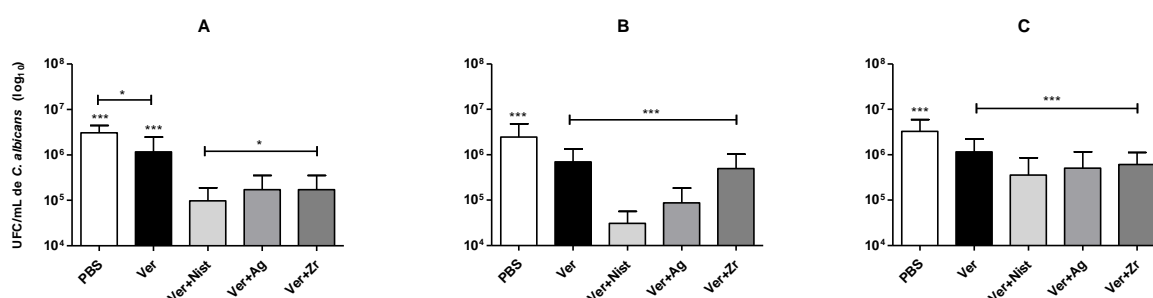 A
UFC/mL de C. albicans (log10)
10⁸
10⁷
10⁶
10⁵
10⁴
*
***
***
*
PBS
Ver
Ver+Nist
Ver+Ag
Ver+Zr
B
10⁸
10⁷
10⁶
10⁵
10⁴
***
***
PBS
Ver
Ver+Nist
Ver+Ag
Ver+Zr
C
10⁸
10⁷
10⁶
10⁵
10⁴
***
***
PBS
Ver
Ver+Nist
Ver+Ag
Ver+Zr